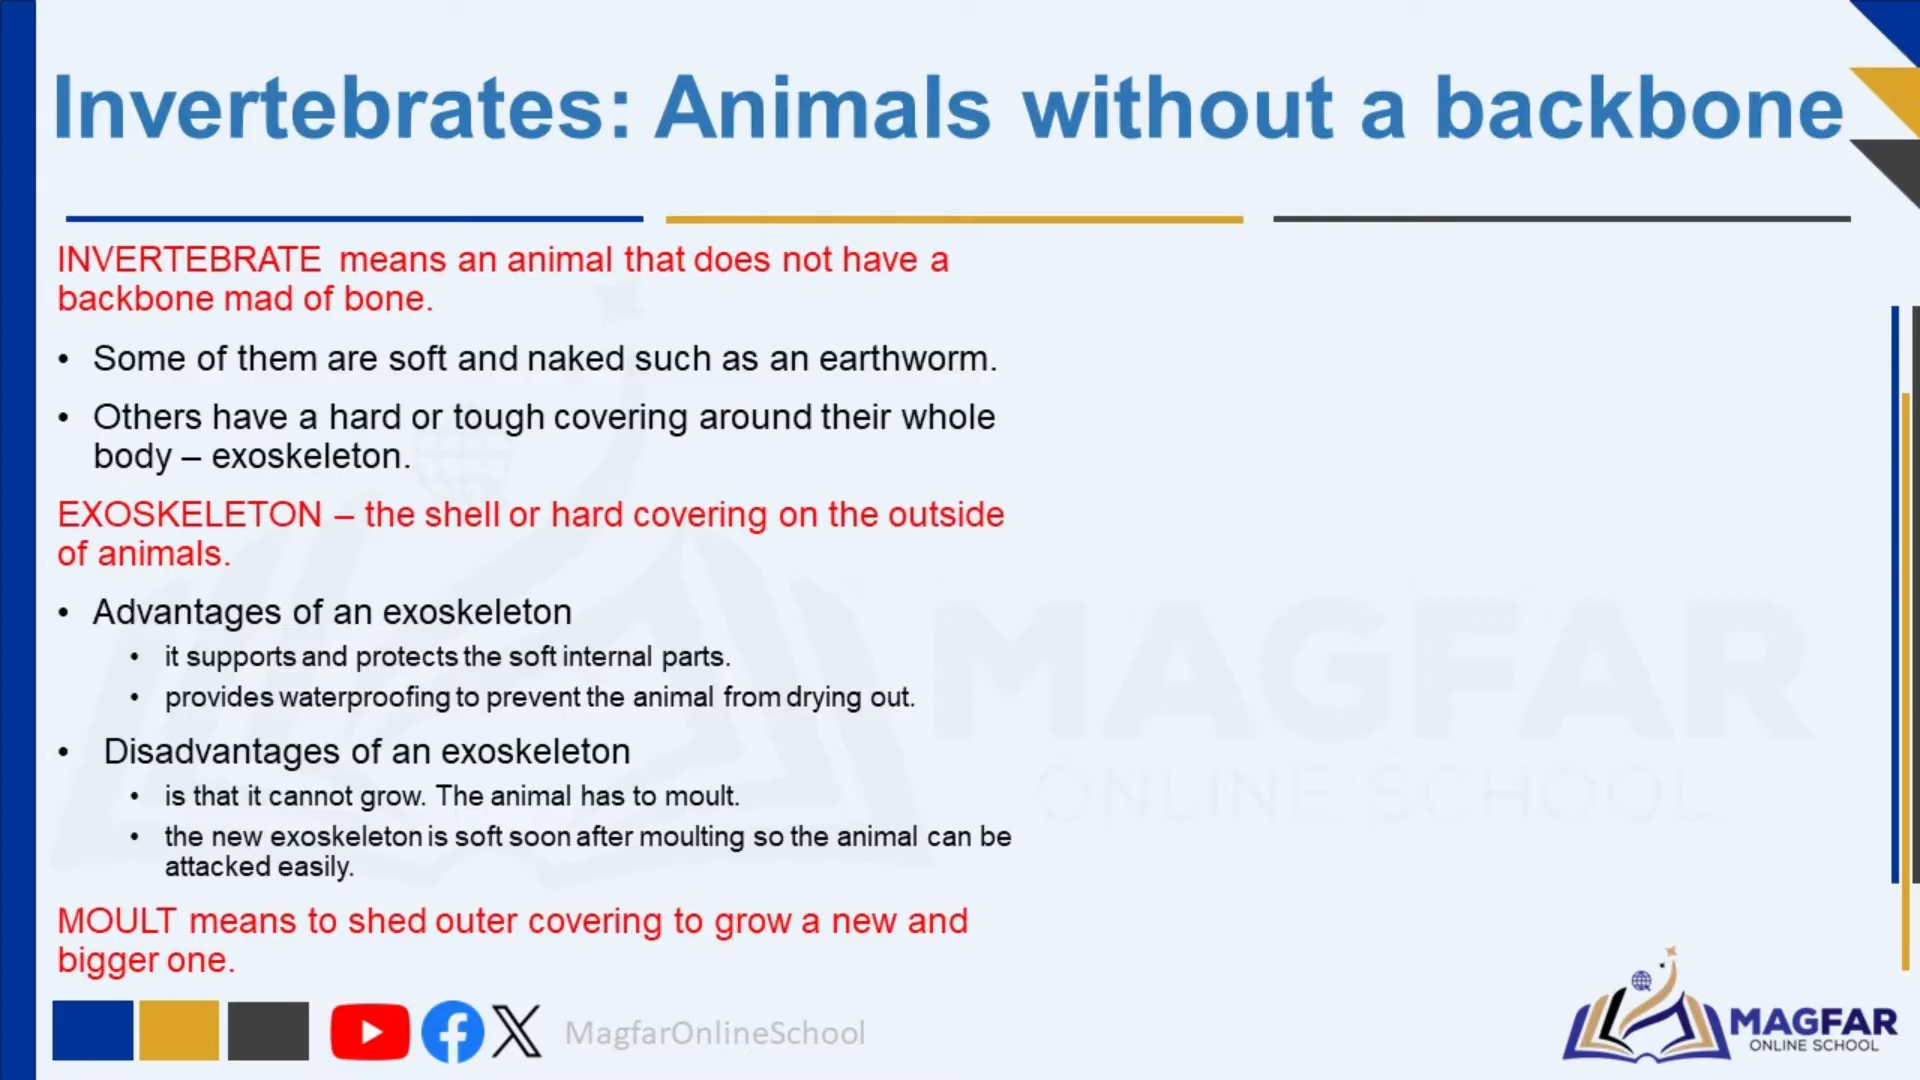 Invertebrates: Animals without a backbone
INVERTEBRATE means an animal that does not have a
backbone mad of bone.
• Some of them are soft and naked such as an earthworm.
• Others have a hard or tough covering around their whole
body – exoskeleton.
EXOSKELETON – the shell or hard covering on the outside
of animals.
• Advantages of an exoskeleton
• it supports and protects the soft internal parts.
• provides waterproofing to prevent the animal from drying out.
• Disadvantages of an exoskeleton
• is that it cannot grow. The animal has to moult.
• the new exoskeleton is soft soon after moulting so the animal can be
attacked easily.
MOULT means to shed outer covering to grow a new and
bigger one.
MAGFAR
ONLINE SCHOOL
MagfarOnlineSchool
MAGFAR
ONLINE SCHOOL